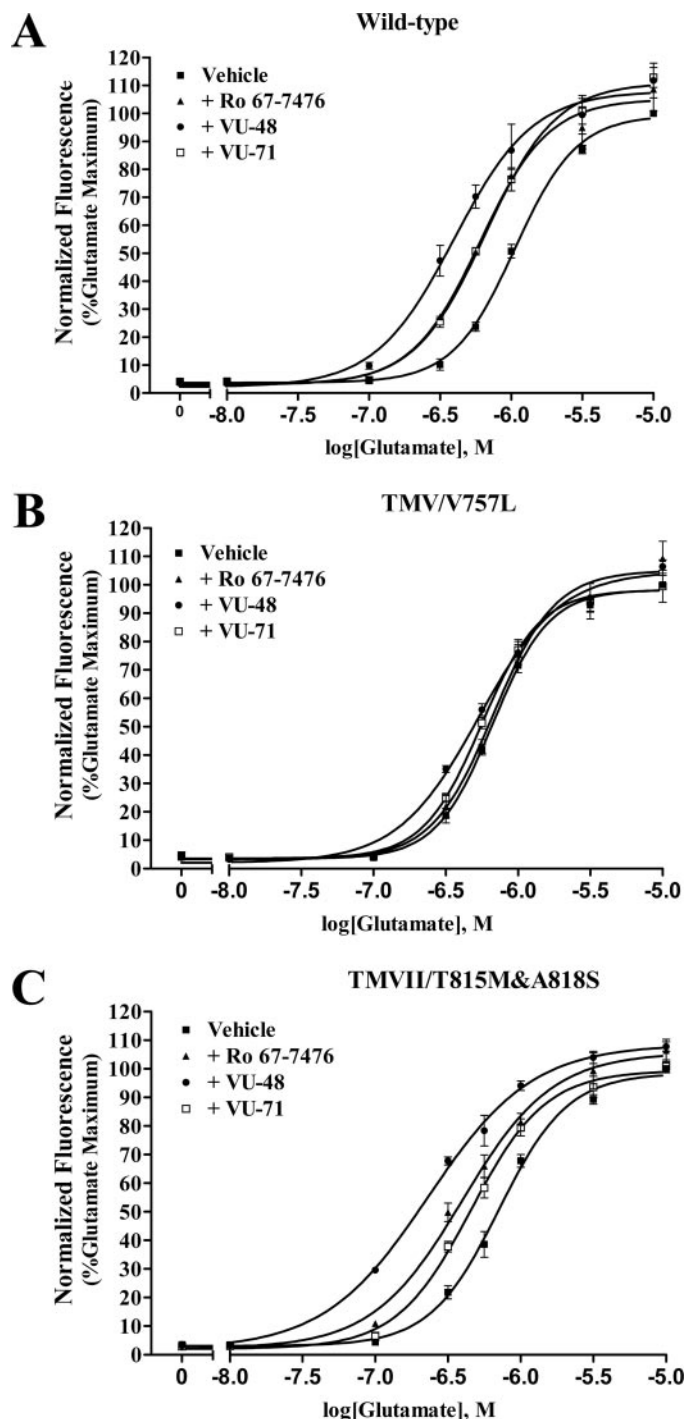 A
Wild-type
Normalized Fluorescence
(%Glutamate Maximum)
120
110
100
90
80
70
60
50
40
30
20
10
0
Vehicle
+ Ro 67-7476
+ VU-48
+ VU-71
0 -8.0 -7.5 -7.0 -6.5 -6.0 -5.5 -5.0
log[Glutamate], M
B
TMV/V757L
Normalized Fluorescence
(%Glutamate Maximum)
120
110
100
90
80
70
60
50
40
30
20
10
0
Vehicle
+ Ro 67-7476
+ VU-48
+ VU-71
0 -8.0 -7.5 -7.0 -6.5 -6.0 -5.5 -5.0
log[Glutamate], M
C
TMVII/T815M&A818S
Normalized Fluorescence
(%Glutamate Maximum)
120
110
100
90
80
70
60
50
40
30
20
10
0
Vehicle
+ Ro 67-7476
+ VU-48
+ VU-71
0 -8.0 -7.5 -7.0 -6.5 -6.0 -5.5 -5.0
log[Glutamate], M